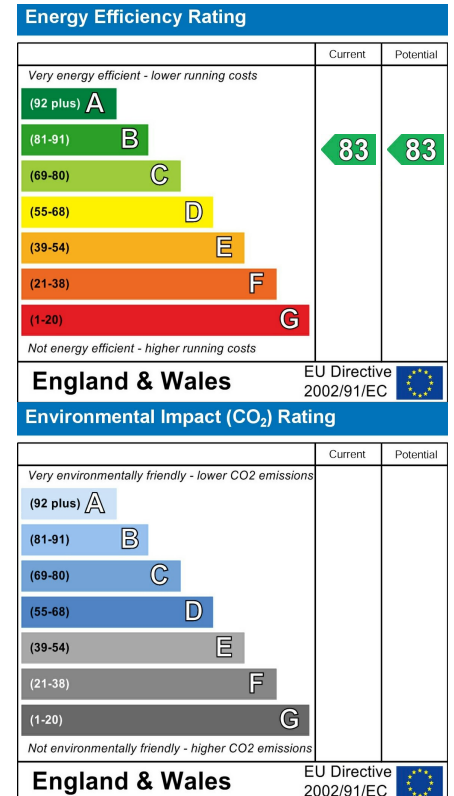 Energy Efficiency Rating
Current Potential
Very energy efficient - lower running costs
(92 plus) A
(81-91) B
83 83
(69-80) C
(55-68) D
(39-54) E
(21-38) F
(1-20) G
Not energy efficient - higher running costs
England & Wales
EU Directive
2002/91/EC
Environmental Impact (CO₂) Rating
Current Potential
Very environmentally friendly - lower CO2 emissions
(92 plus) A
(81-91) B
(69-80) C
(55-68) D
(39-54) E
(21-38) F
(1-20) G
Not environmentally friendly - higher CO2 emissions
England & Wales
EU Directive
2002/91/EC